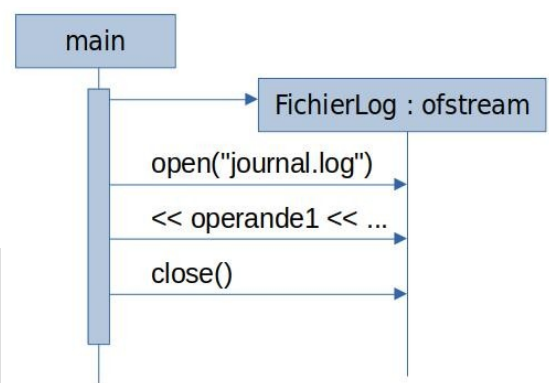 main
FichierLog : ofstream
open("journal.log")
<< operande1 << ...
close()